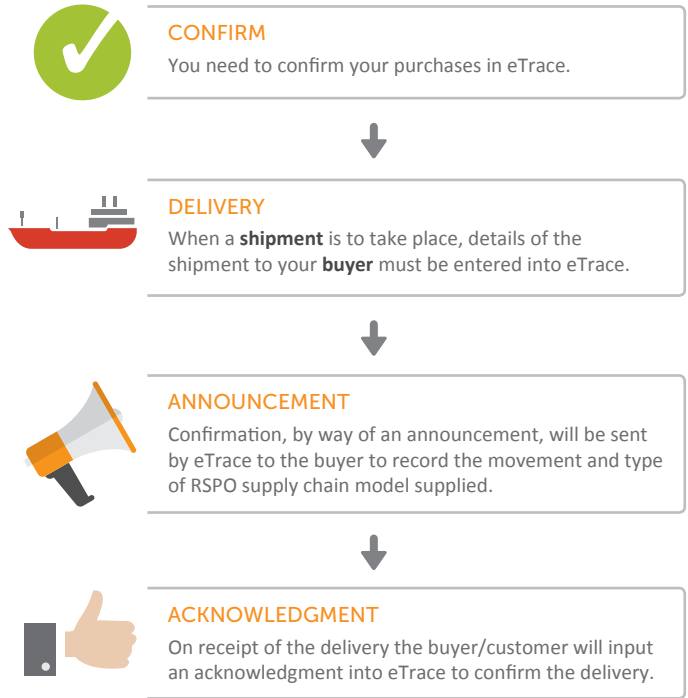 CONFIRM
You need to confirm your purchases in eTrace.
DELIVERY
When a shipment is to take place, details of the
shipment to your buyer must be entered into eTrace.
ANNOUNCEMENT
Confirmation, by way of an announcement, will be sent
by eTrace to the buyer to record the movement and type
of RSPO supply chain model supplied.
ACKNOWLEDGMENT
On receipt of the delivery the buyer/customer will input
an acknowledgment into eTrace to confirm the delivery.